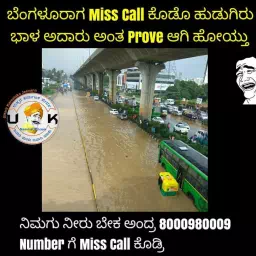 ಬೆಂಗಳೂರಾಗ Miss Call ಕೊಡೊ ಹುಡುಗಿರು
ಭಾಳ ಅದಾರು ಅಂತ Prove ಆಗಿ ಹೋಯ್ತು
U K
ನಿಮಗು ನೀರು ಬೇಕ ಅಂದ್ರ 8000980009
Number ಗೆ Miss Call ಕೊಡ್ರಿ